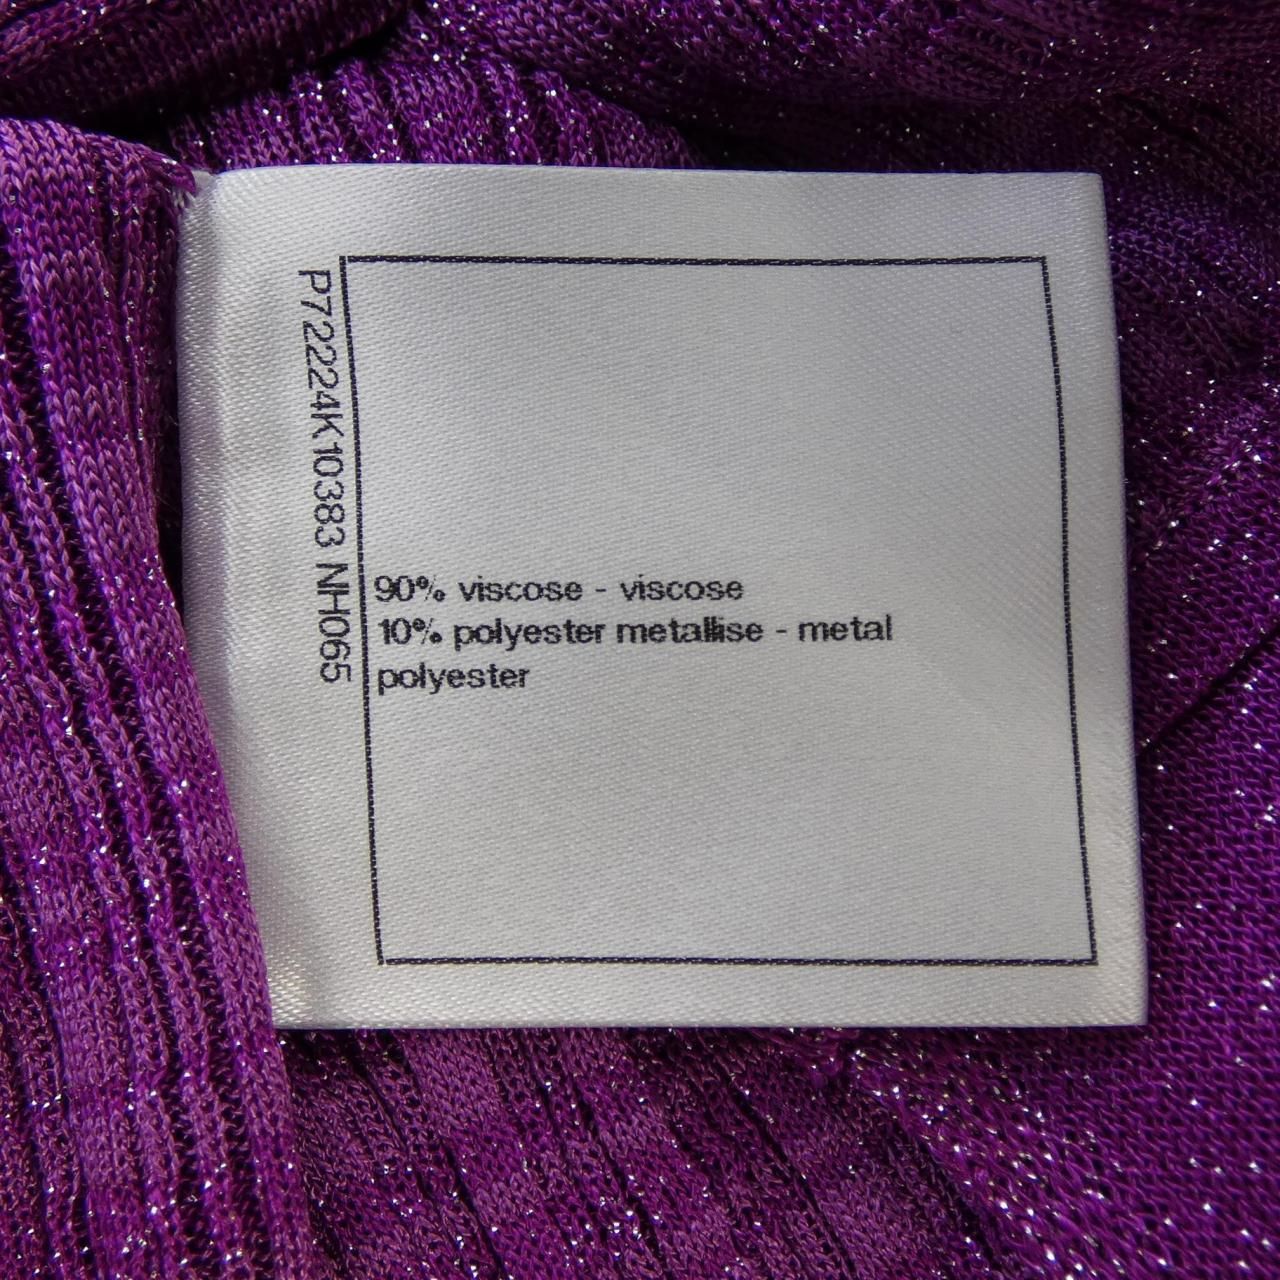 P72224K10383 NH065
90% viscose - viscose
10% polyester metallise - metal
polyester